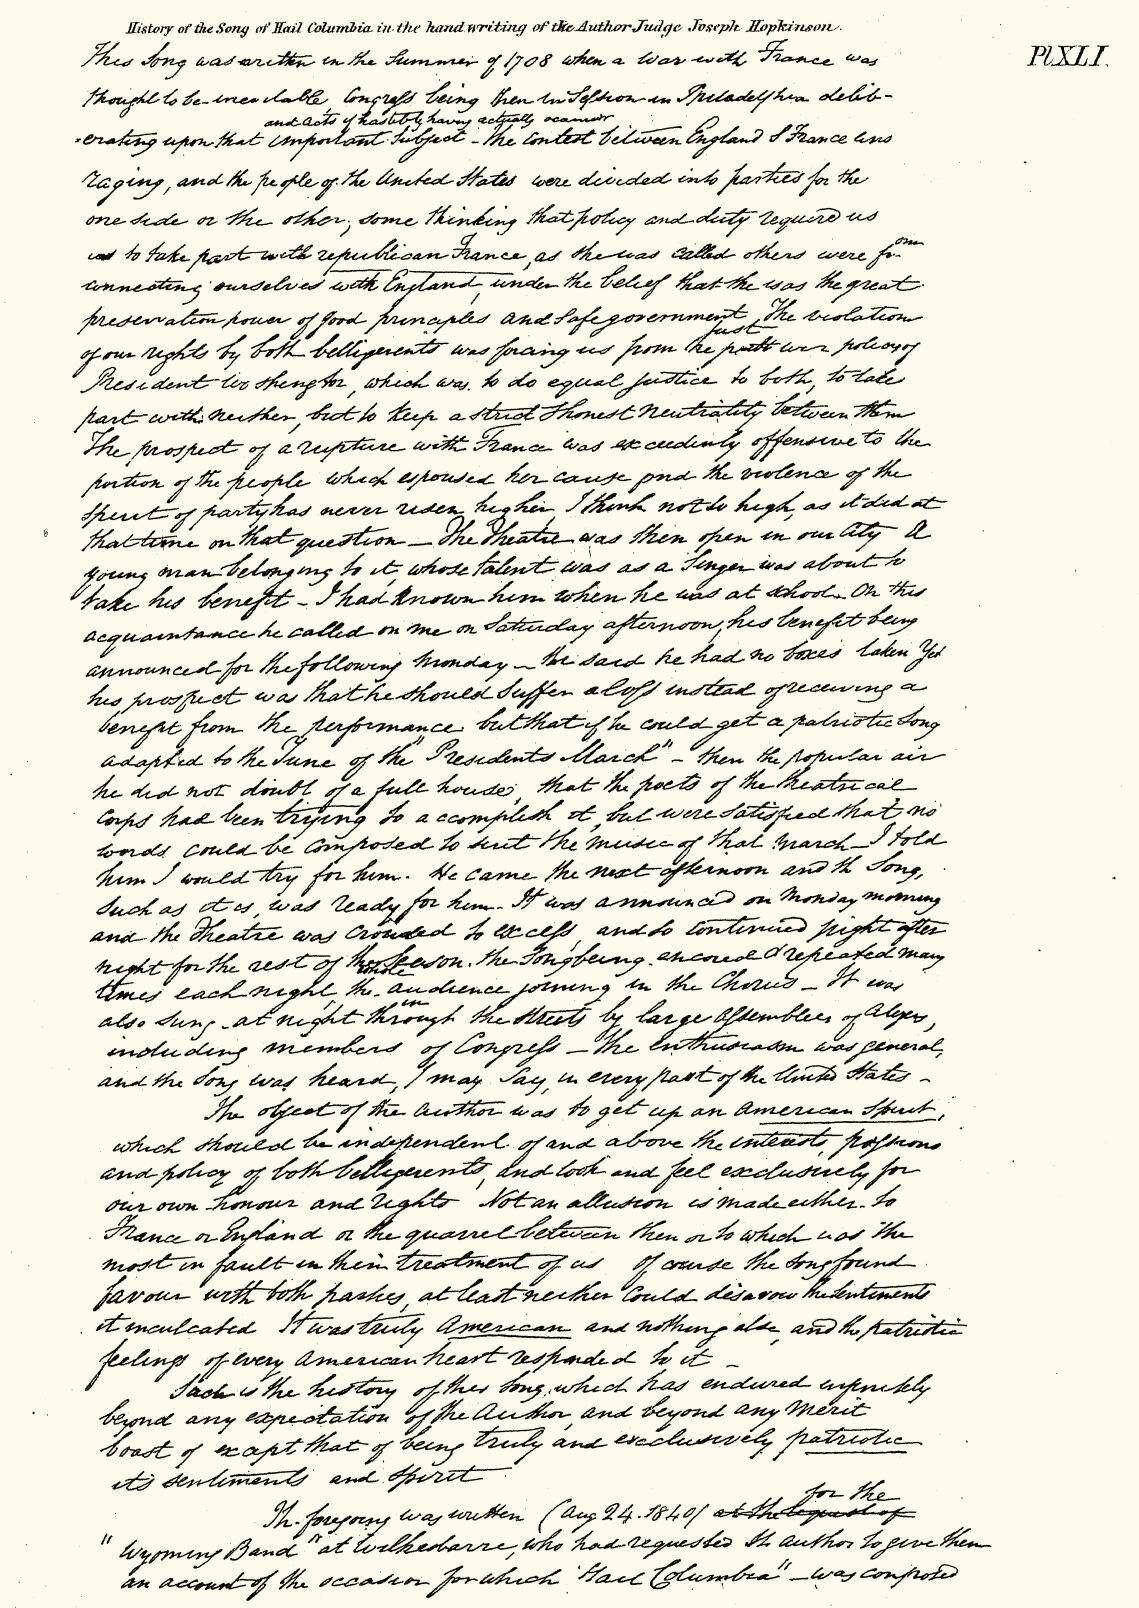 History of the Song of Hail Columbia in the hand writing of the Author Judge Joseph Hopkinson.
Pl XLI.
This Song was written in the Summer of 1798 when a war with France was
thought to be inevitable, Congress being then in Session in Philadelphia delib-
and acts of hostility having actually occurred
-erating upon that important Subject - The contest between England & France was
raging, and the people of the United States were divided into parties for the
one side or the other; some thinking that policy and duty required us
to take part with republican France, as she was called others were for
connecting ourselves with England, under the belief that she was the great
preservation power of good principles and safe government, The violation
just
of our rights by both belligerents was forcing us from the wise policy of
President Washington, which was to do equal justice to both, to take
part with neither, but to keep a strict & honest neutrality between them
The prospect of a rupture with France was exceedingly offensive to the
portion of the people which espoused her cause and the violence of the
spirit of party has never risen higher, I think not so high, as it did at
that time on that question — The Theatre was then open in our City A
young man belonging to it, whose talent was as a Singer was about to
take his benefit - I had known him when he was at school. On this
acquaintance he called on me on Saturday afternoon, his benefit being
announced for the following Monday — He said he had no boxes taken Yet
his prospect was that he should suffer a loss instead of receiving a
benefit from the performance but that if he could get a patriotic song
adapted to the Tune of the "Presidents March" - then the popular air
he did not doubt of a full house; that the poets of the theatrical
Corps had been trying to accomplish it, but were satisfied that no
words could be composed to suit the music of that march — I told
him I would try for him. He came the next afternoon and th Song,
such as it is, was ready for him. It was announced on Monday morning
and the Theatre was crowded to excess, and so continued night after
night for the rest of the Season. the Song being encored & repeated many
whole
times each night, the audience joining in the Chorus — It was
also sung at night through the streets by large assemblies of
including members of Congress — The enthusiasm was general,
and the Song was heard, I may say, in every part of the United States -
The object of the Author was to get up an American Spirit,
which should be independent of and above the interests, passions
and policy of both belligerents, and look and feel exclusively for
our own honour and rights Not an allusion is made either to
France or England or the quarrel between them or to which was the
most in fault in their treatment of us Of course the song found
favour with both parties, at least neither could disavow the sentiments
it inculcated It was truly American and nothing else, and the patriotic
feelings of every American heart responded to it —
Such is the history of this Song, which has endured infinitely
beyond any expectation of the Author, and beyond any Merit
boast of except that of being truly and exclusively patriotic
its sentiments and spirit
for the
Th. foregoing was written (Aug 24. 1840) at the request of
"Wyoming Band" at Wilkesbarre, who had requested th author to give them
an account of the occasion for which "Hail Columbia" — was composed